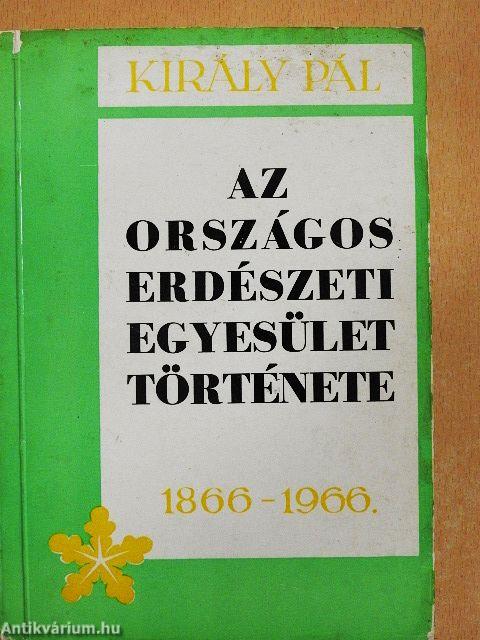 KIRÁLY PÁL
AZ
ORSZÁGOS
ERDÉSZETI
EGYESÜLET
TÖRTÉNETE
1866-1966.
Antikvárium.hu